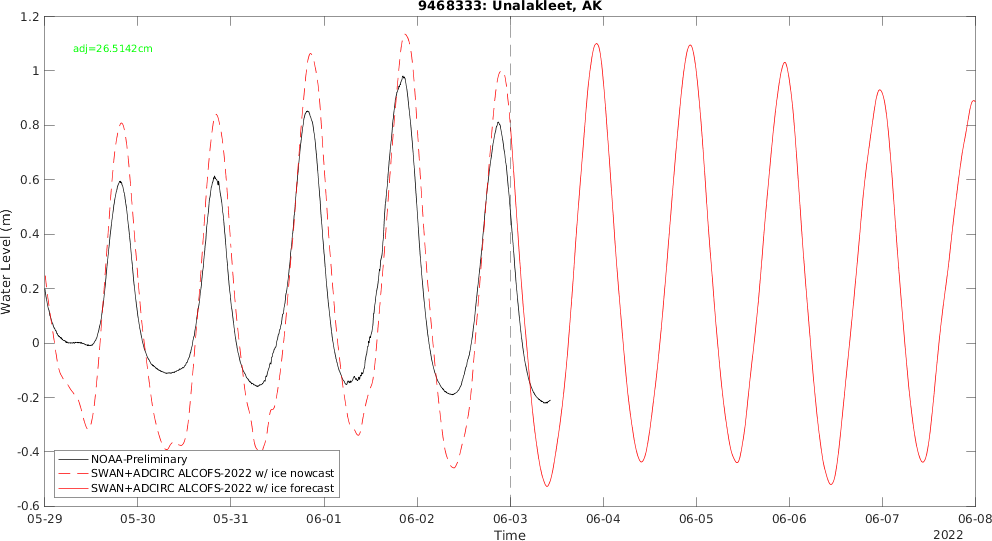 9468333: Unalakleet, AK
adj=26.5142cm
Water Level (m)
1.2
1
0.8
0.6
0.4
0.2
0
-0.2
-0.4
-0.6
NOAA-Preliminary
SWAN+ADCIRC ALCOFS-2022 w/ ice nowcast
SWAN+ADCIRC ALCOFS-2022 w/ ice forecast
05-29 05-30 05-31 06-01 06-02 06-03 06-04 06-05 06-06 06-07 06-08
Time
2022